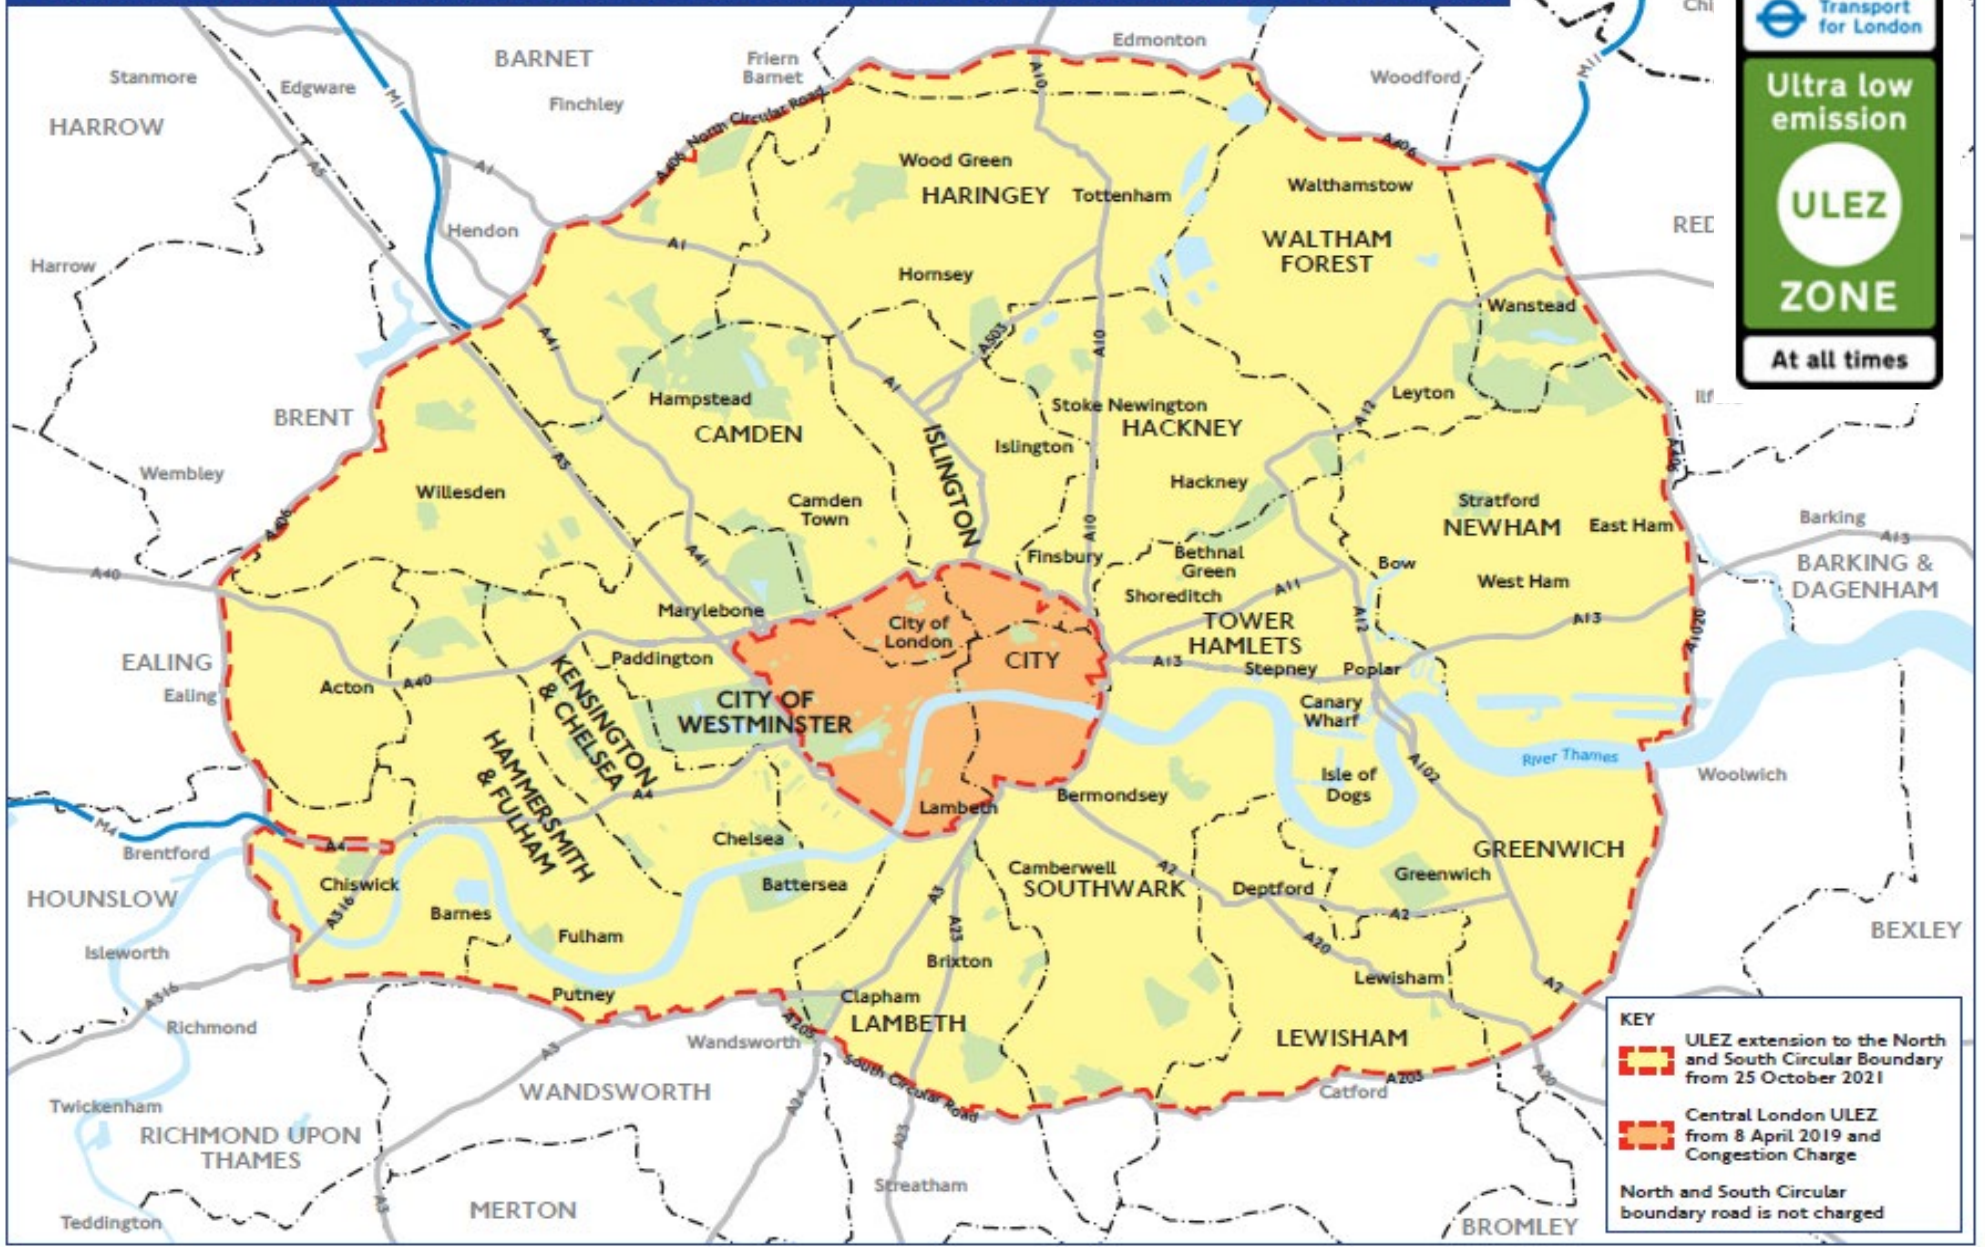 Edmonton
Chi
Transport
for London
BARNET
Friern
Barnet
Stanmore
Edgware
Finchley
Woodford
M11
M1
A10
HARROW
Ultra low
emission
ULEZ
ZONE
At all times
A406 North Circular Road
A406
A5
A1
Wood Green
HARINGEY
Tottenham
Walthamstow
Hendon
A1
WALTHAM
FOREST
RED
Harrow
Hornsey
Wanstead
A41
A503
A10
BRENT
A1
Hampstead
CAMDEN
ISLINGTON
Stoke Newington
HACKNEY
Leyton
A12
Ilf
Islington
A5
A406
Wembley
Willesden
Camden
Town
Hackney
Stratford
NEWHAM
East Ham
Barking
A13
A406
A41
A10
Finsbury
Bethnal
Green
Bow
BARKING &
DAGENHAM
A40
A11
West Ham
Marylebone
Shoreditch
City of
London
TOWER
HAMLETS
A12
A13
A1020
EALING
Ealing
Paddington
CITY
A13
Stepney
Poplar
Acton
A40
KENSINGTON
& CHELSEA
CITY OF
WESTMINSTER
Canary
Wharf
River Thames
HAMMERSMITH
& FULHAM
A4
A102
Isle of
Dogs
Woolwich
Lambeth
Bermondsey
M4
Brentford
A4
Chelsea
GREENWICH
HOUNSLOW
Chiswick
Battersea
Camberwell
SOUTHWARK
A2
Deptford
Greenwich
A316
Barnes
A3
A23
A2
BEXLEY
Isleworth
Fulham
A20
Brixton
Lewisham
A316
Putney
Clapham
LAMBETH
A2
Richmond
A205
Wandsworth
LEWISHAM
A3
South Circular Road
A205
Catford
A20
WANDSWORTH
A24
A23
Twickenham
RICHMOND UPON
THAMES
Streatham
A3
MERTON
Teddington
BROMLEY
KEY
ULEZ extension to the North
and South Circular Boundary
from 25 October 2021
Central London ULEZ
from 8 April 2019 and
Congestion Charge
North and South Circular
boundary road is not charged